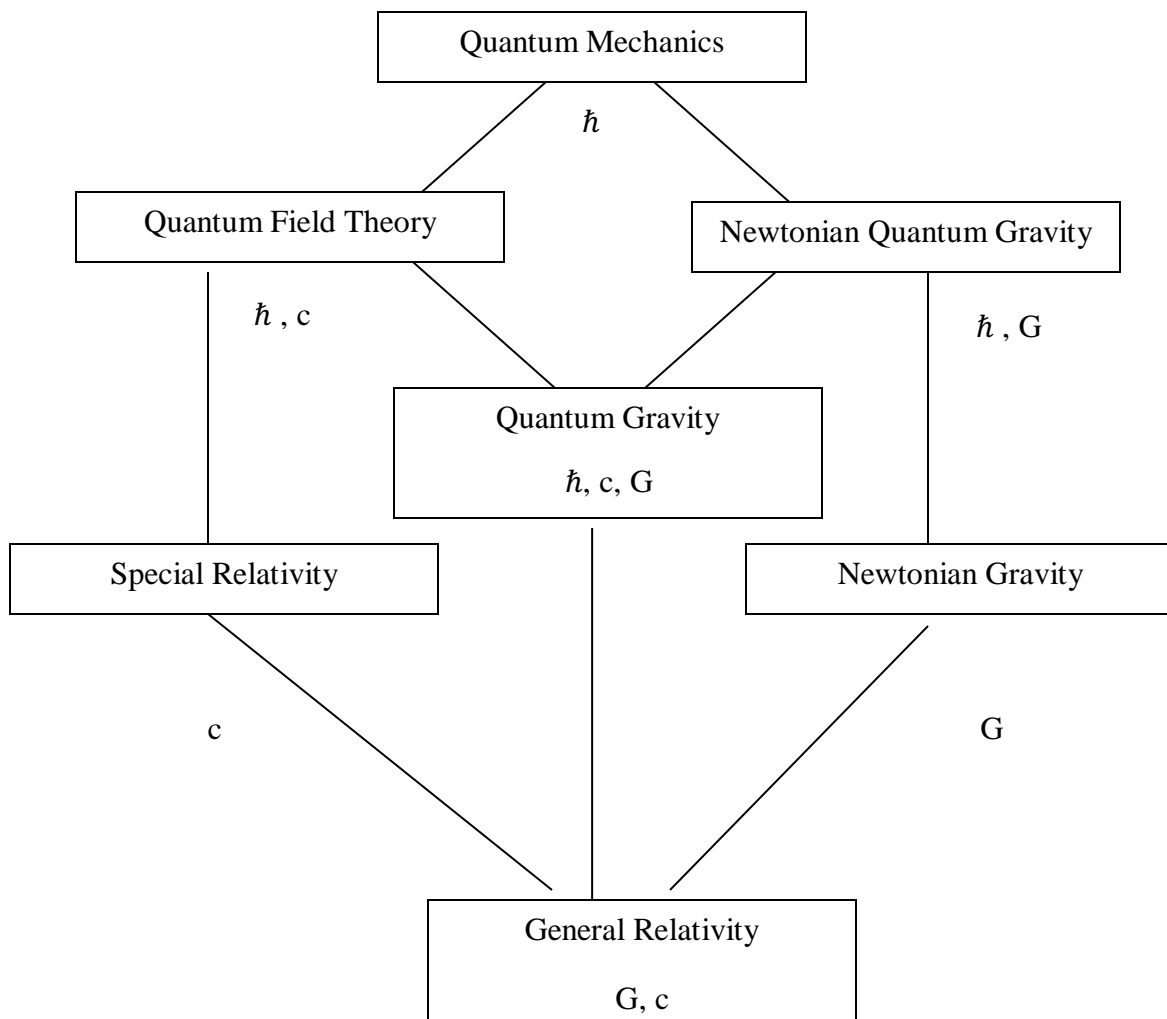 Quantum Mechanics
ℏ
Quantum Field Theory
Newtonian Quantum Gravity
ℏ , c
ℏ , G
Quantum Gravity
ℏ, c, G
Special Relativity
Newtonian Gravity
c
G
General Relativity
G, c